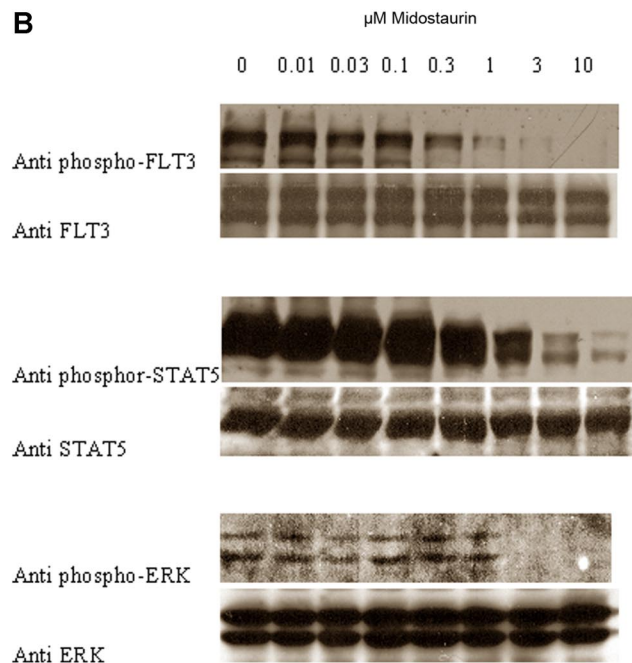 B
µM Midostaurin
0 0.01 0.03 0.1 0.3 1 3 10
Anti phospho-FLT3
Anti FLT3
Anti phosphor-STAT5
Anti STAT5
Anti phospho-ERK
Anti ERK